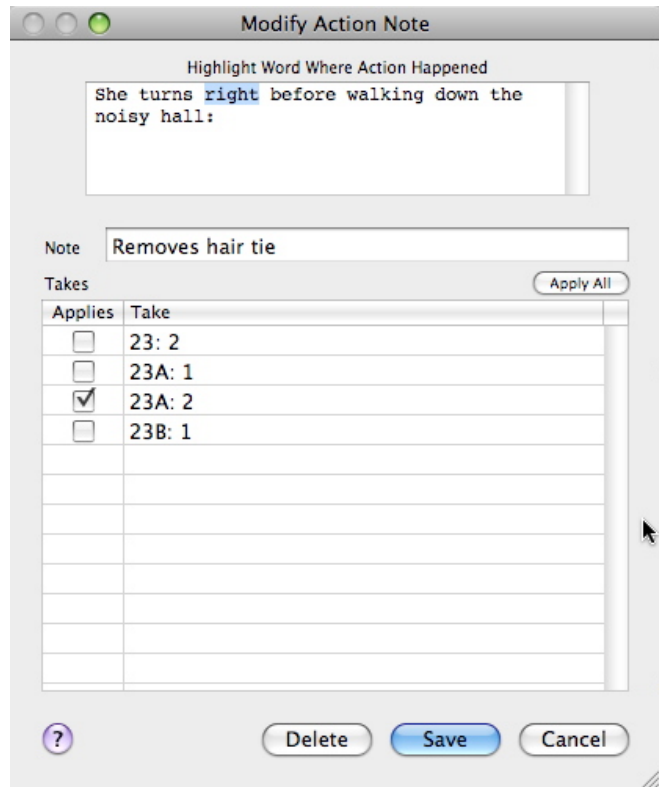 Modify Action Note
Highlight Word Where Action Happened
She turns right before walking down the
noisy hall:
Note Removes hair tie
Takes Apply All
Applies Take
23: 2
23A: 1
23A: 2
23B: 1
? Delete Save Cancel